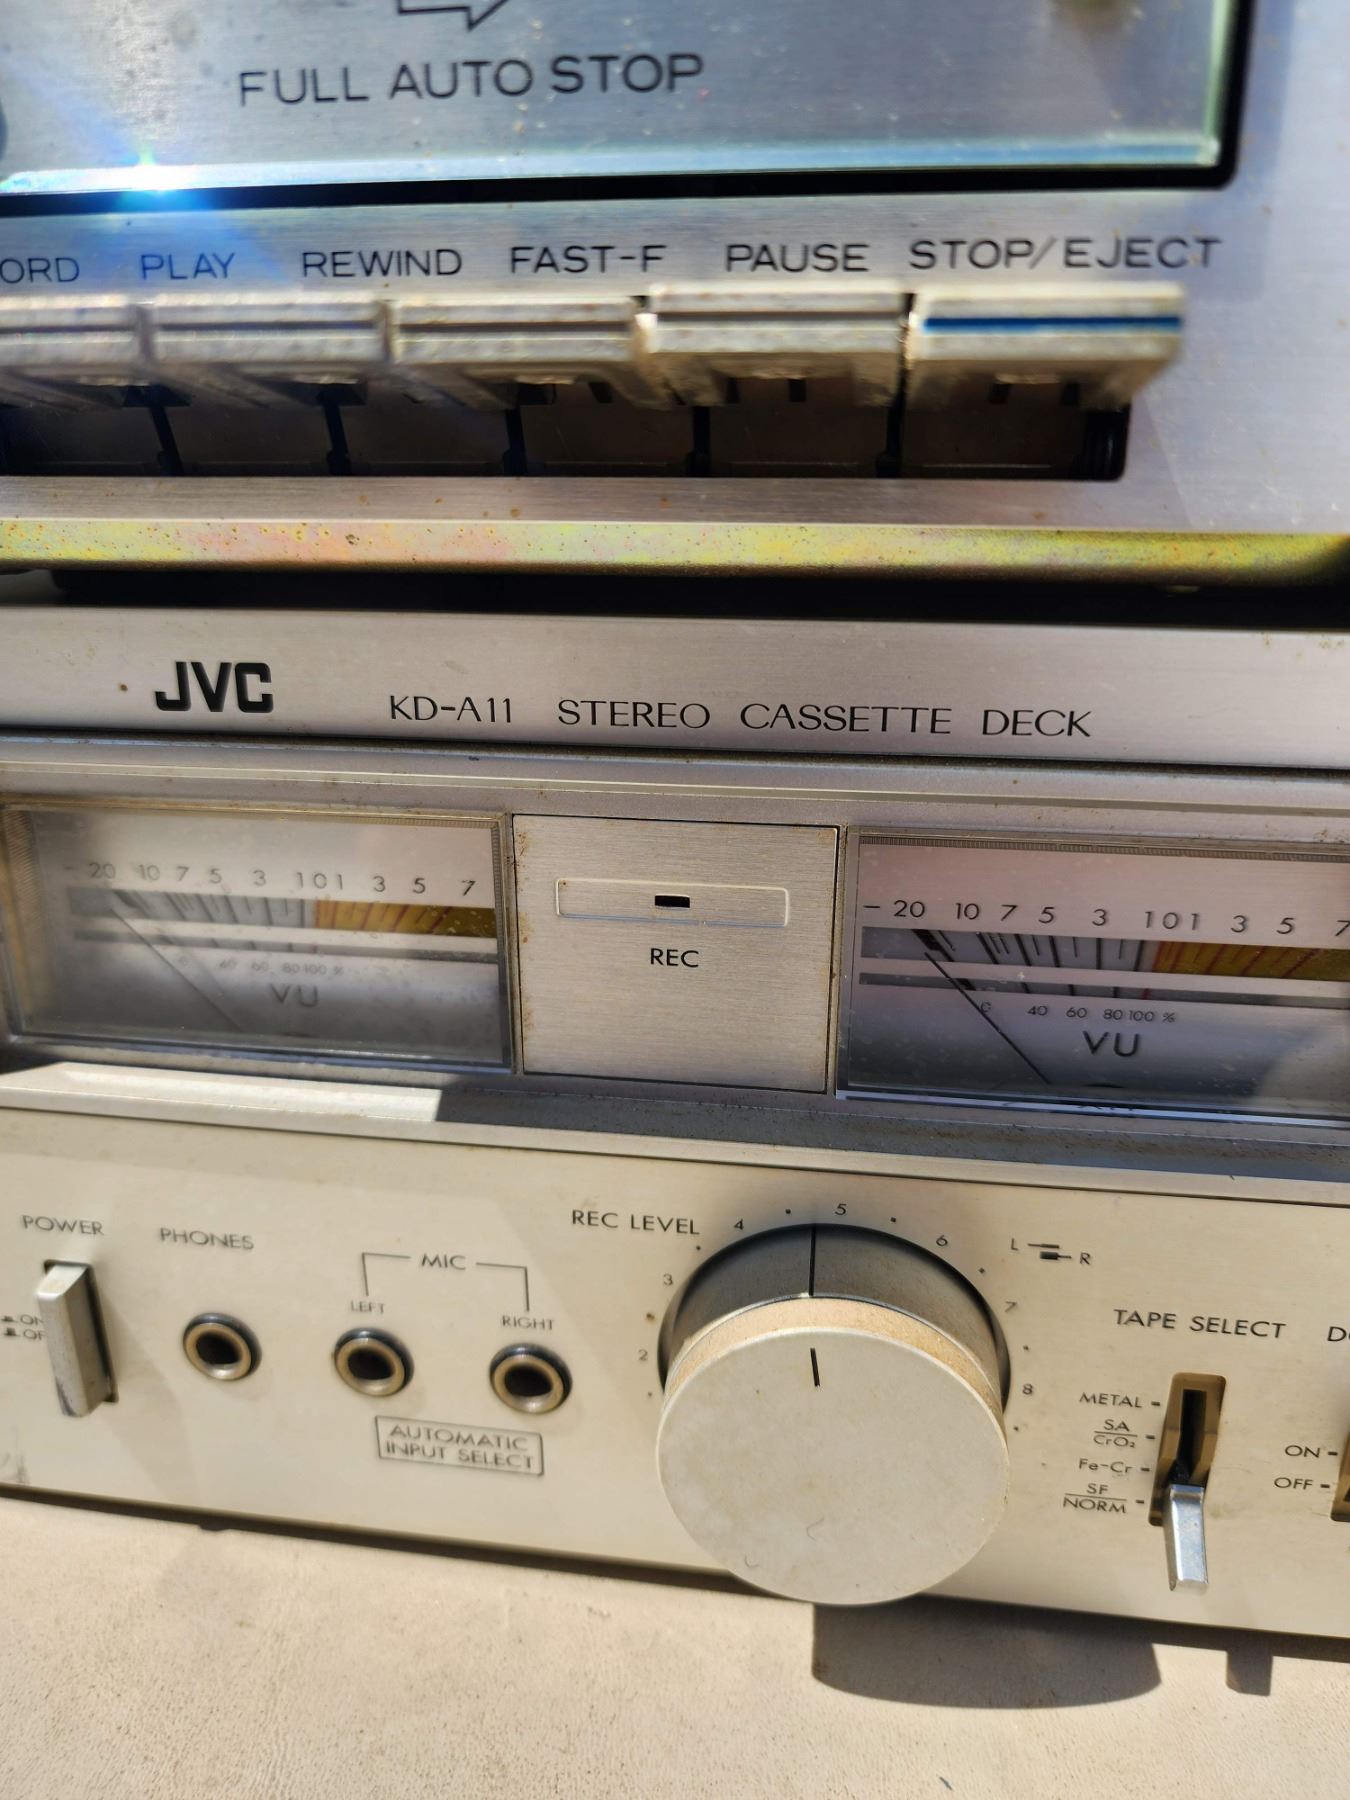 FULL AUTO STOP
ORD PLAY REWIND FAST-F PAUSE STOP/EJECT
JVC KD-A11 STEREO CASSETTE DECK
- 20 10 7 5 3 1 0 1 3 5 7
0 40 60 80 100 %
VU
REC
- 20 10 7 5 3 1 0 1 3 5 7
0 40 60 80 100 %
VU
POWER
ON
OF
PHONES
MIC
LEFT RIGHT
AUTOMATIC
INPUT SELECT
REC LEVEL
2 3 4 5 6 7 8
L R
TAPE SELECT
METAL
SA
CrO₂
Fe-Cr
SF
NORM
D
ON
OFF